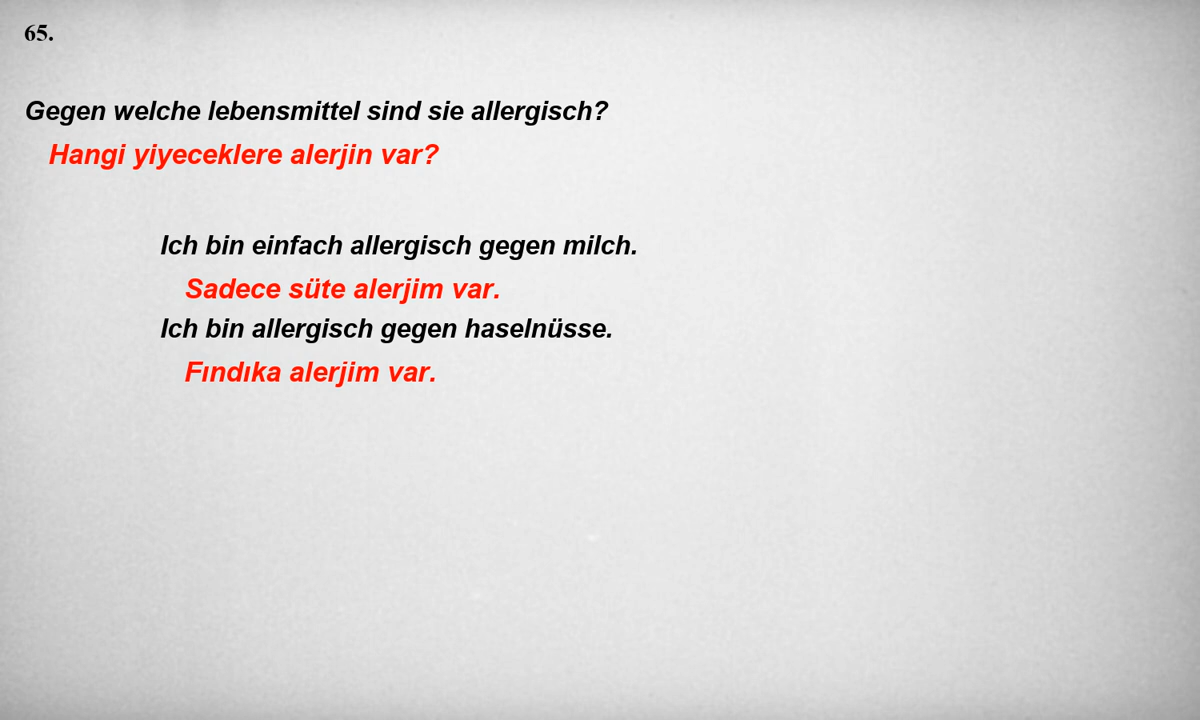 65.
Gegen welche lebensmittel sind sie allergisch?
Hangi yiyeceklere alerjin var?
Ich bin einfach allergisch gegen milch.
Sadece süte alerjim var.
Ich bin allergisch gegen haselnüsse.
Fındıka alerjim var.